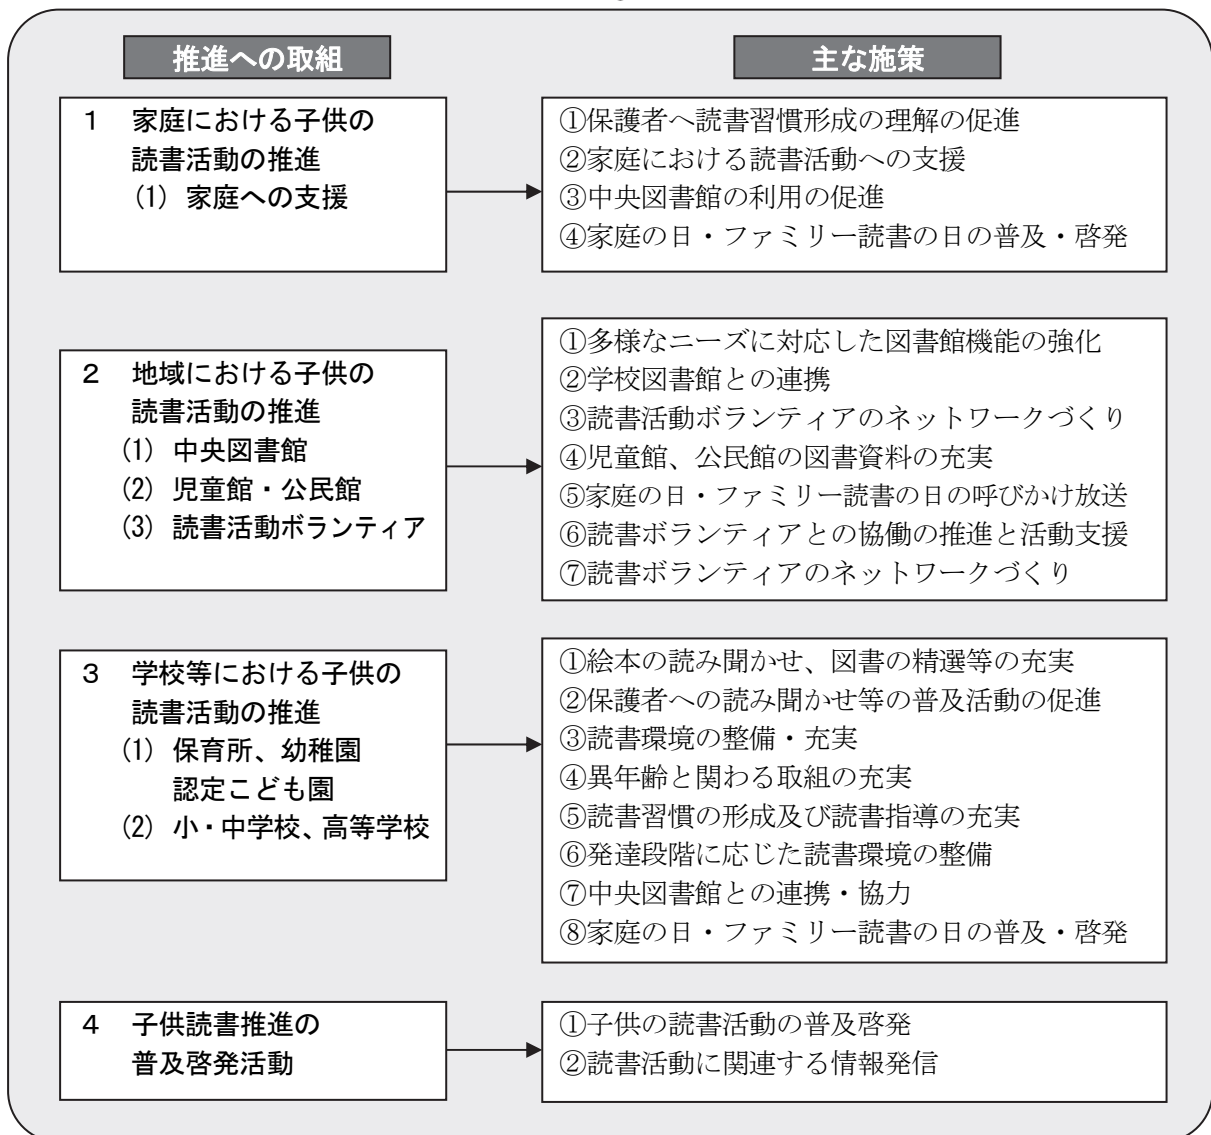 推進への取組
主な施策
1 家庭における子供の
読書活動の推進
(1) 家庭への支援
①保護者へ読書習慣形成の理解の促進
②家庭における読書活動への支援
③中央図書館の利用の促進
④家庭の日・ファミリー読書の日の普及・啓発
2 地域における子供の
読書活動の推進
(1) 中央図書館
(2) 児童館・公民館
(3) 読書活動ボランティア
①多様なニーズに対応した図書館機能の強化
②学校図書館との連携
③読書活動ボランティアのネットワークづくり
④児童館、公民館の図書資料の充実
⑤家庭の日・ファミリー読書の日の呼びかけ放送
⑥読書ボランティアとの協働の推進と活動支援
⑦読書ボランティアのネットワークづくり
3 学校等における子供の
読書活動の推進
(1) 保育所、幼稚園
認定こども園
(2) 小・中学校、高等学校
①絵本の読み聞かせ、図書の精選等の充実
②保護者への読み聞かせ等の普及活動の促進
③読書環境の整備・充実
④異年齢と関わる取組の充実
⑤読書習慣の形成及び読書指導の充実
⑥発達段階に応じた読書環境の整備
⑦中央図書館との連携・協力
⑧家庭の日・ファミリー読書の日の普及・啓発
4 子供読書推進の
普及啓発活動
①子供の読書活動の普及啓発
②読書活動に関連する情報発信